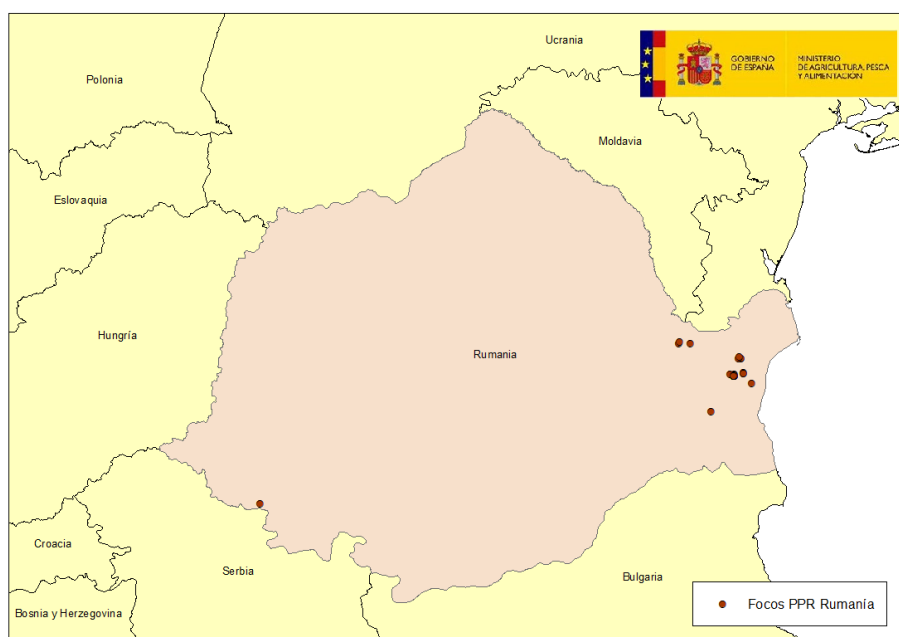 Ucrania
GOBIERNO
DE ESPAÑA
MINISTERIO
DE AGRICULTURA, PESCA
Y ALIMENTACIÓN
Polonia
Moldavia
Eslovaquia
Hungría
Rumania
Croacia
Serbia
Bulgaria
Bosnia y Herzegovina
Focos PPR Rumanía